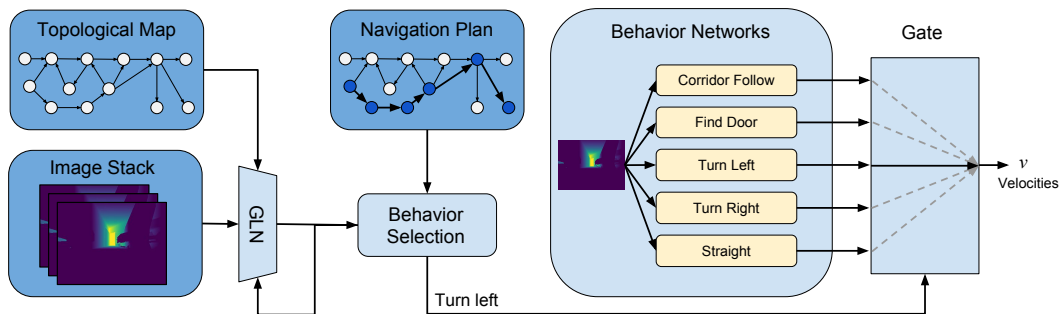 Topological Map
Navigation Plan
Behavior Networks
Gate
Corridor Follow
Find Door
Turn Left
Turn Right
Straight
v
Velocities
Image Stack
GLN
Behavior
Selection
Turn left